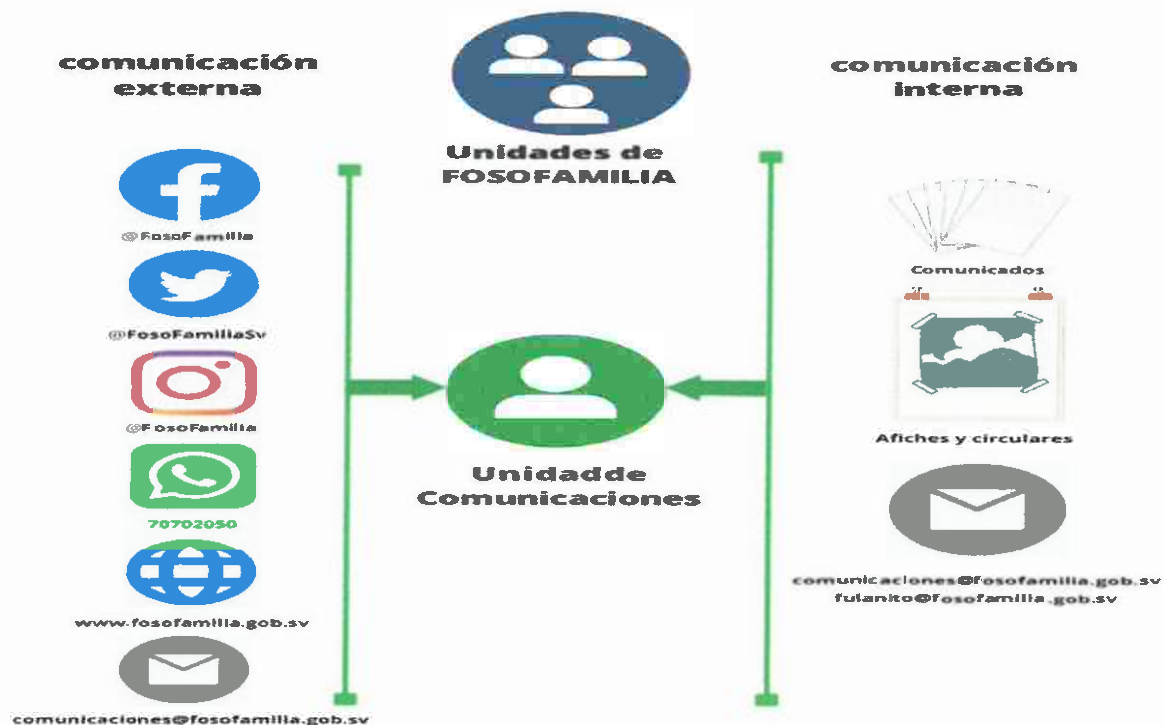 comunicación
externa
@FosoFamilia
@FosoFamiliaSv
@FosoFamilia
70702050
www.fosofamilia.gob.sv
comunicaciones@fosofamilia.gob.sv
Unidades de
FOSOFAMILIA
Unidadde
Comunicaciones
comunicación
interna
Comunicados
Afiches y circulares
comunicaciones@fosofamilia.gob.sv
fulanito@fosofamilia.gob.sv